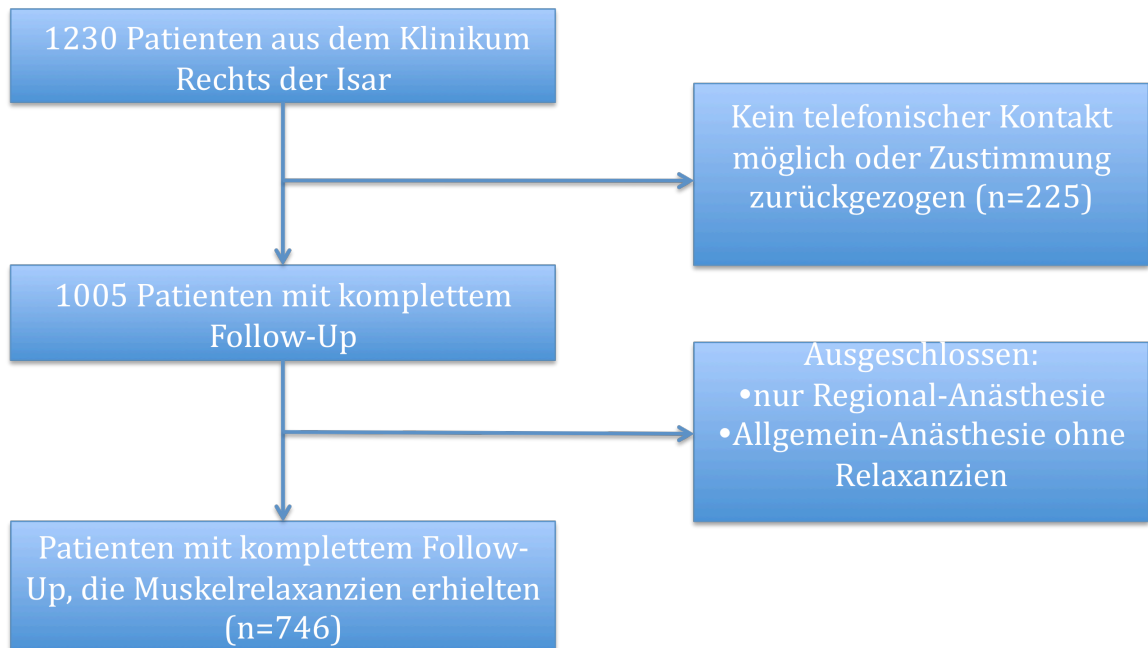 1230 Patienten aus dem Klinikum
Rechts der Isar
Kein telefonischer Kontakt
möglich oder Zustimmung
zurückgezogen (n=225)
1005 Patienten mit komplettem
Follow-Up
Ausgeschlossen:
•nur Regional-Anästhesie
•Allgemein-Anästhesie ohne
Relaxanzien
Patienten mit komplettem Follow-
Up, die Muskelrelaxanzien erhielten
(n=746)